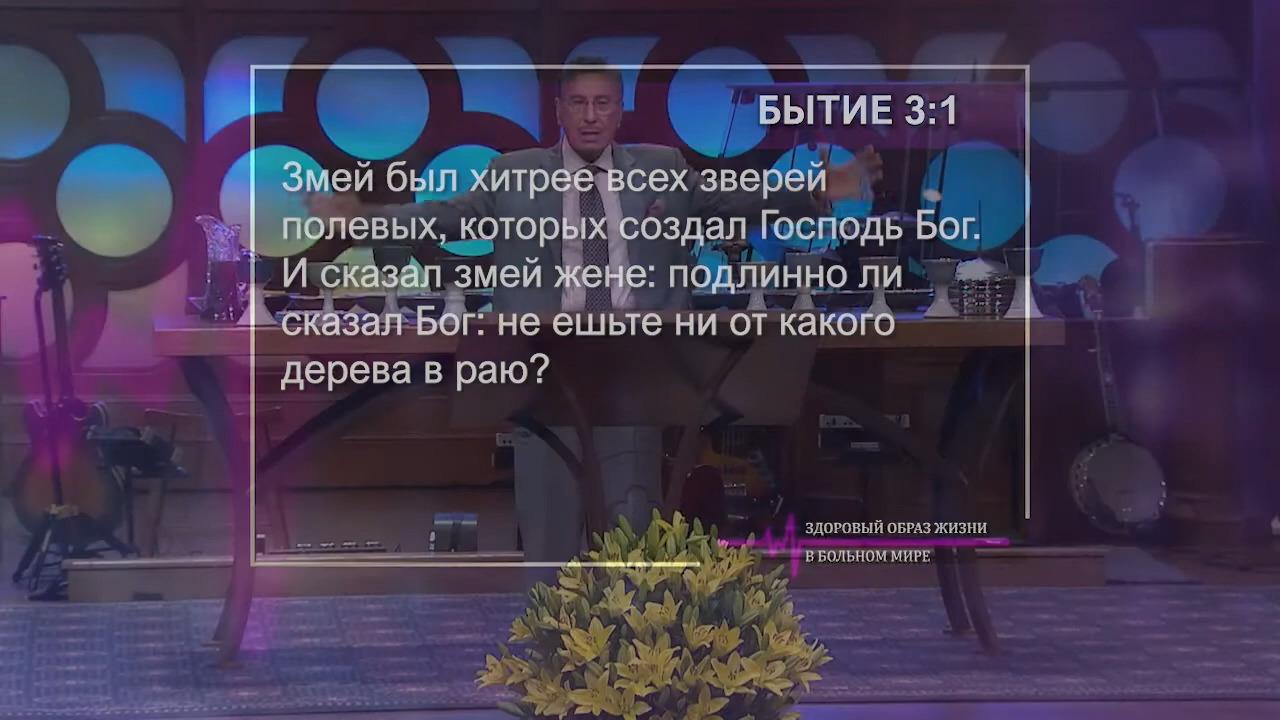 БЫТИЕ 3:1
Змей был хитрее всех зверей
полевых, которых создал Господь Бог.
И сказал змей жене: подлинно ли
сказал Бог: не ешьте ни от какого
дерева в раю?
ЗДОРОВЫЙ ОБРАЗ ЖИЗНИ
В БОЛЬНОМ МИРЕ